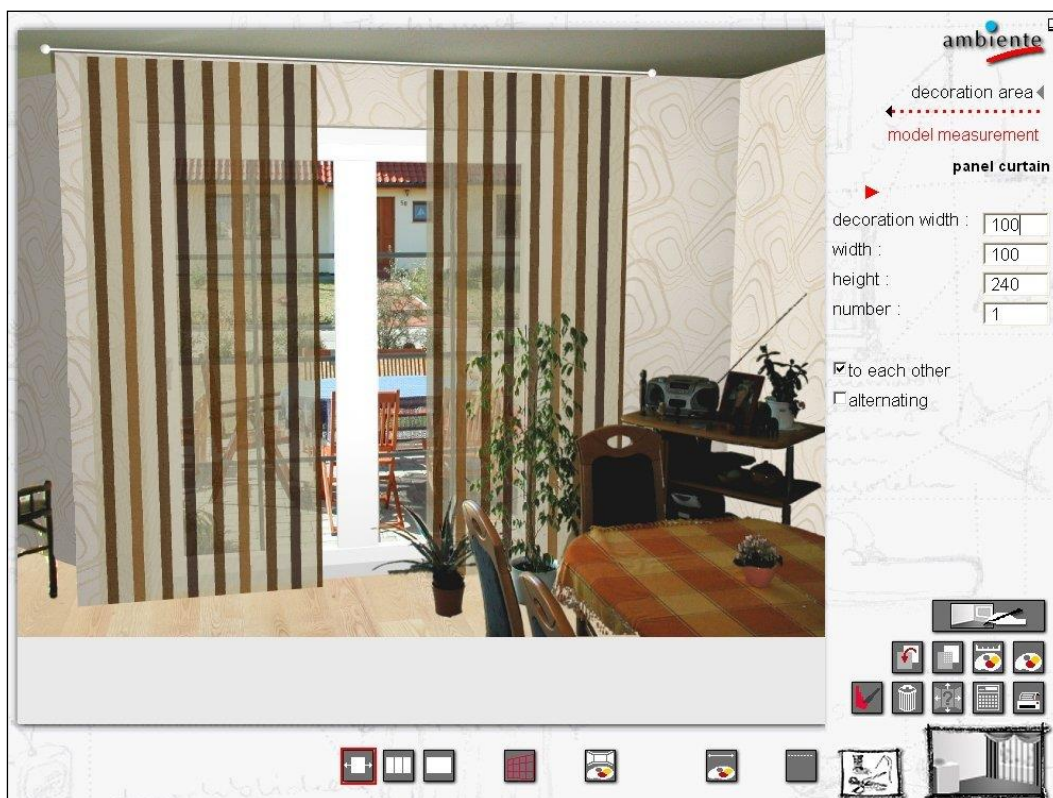 ambiente
decoration area
model measurement
panel curtain
decoration width : 100
width : 100
height : 240
number : 1
to each other
alternating
?